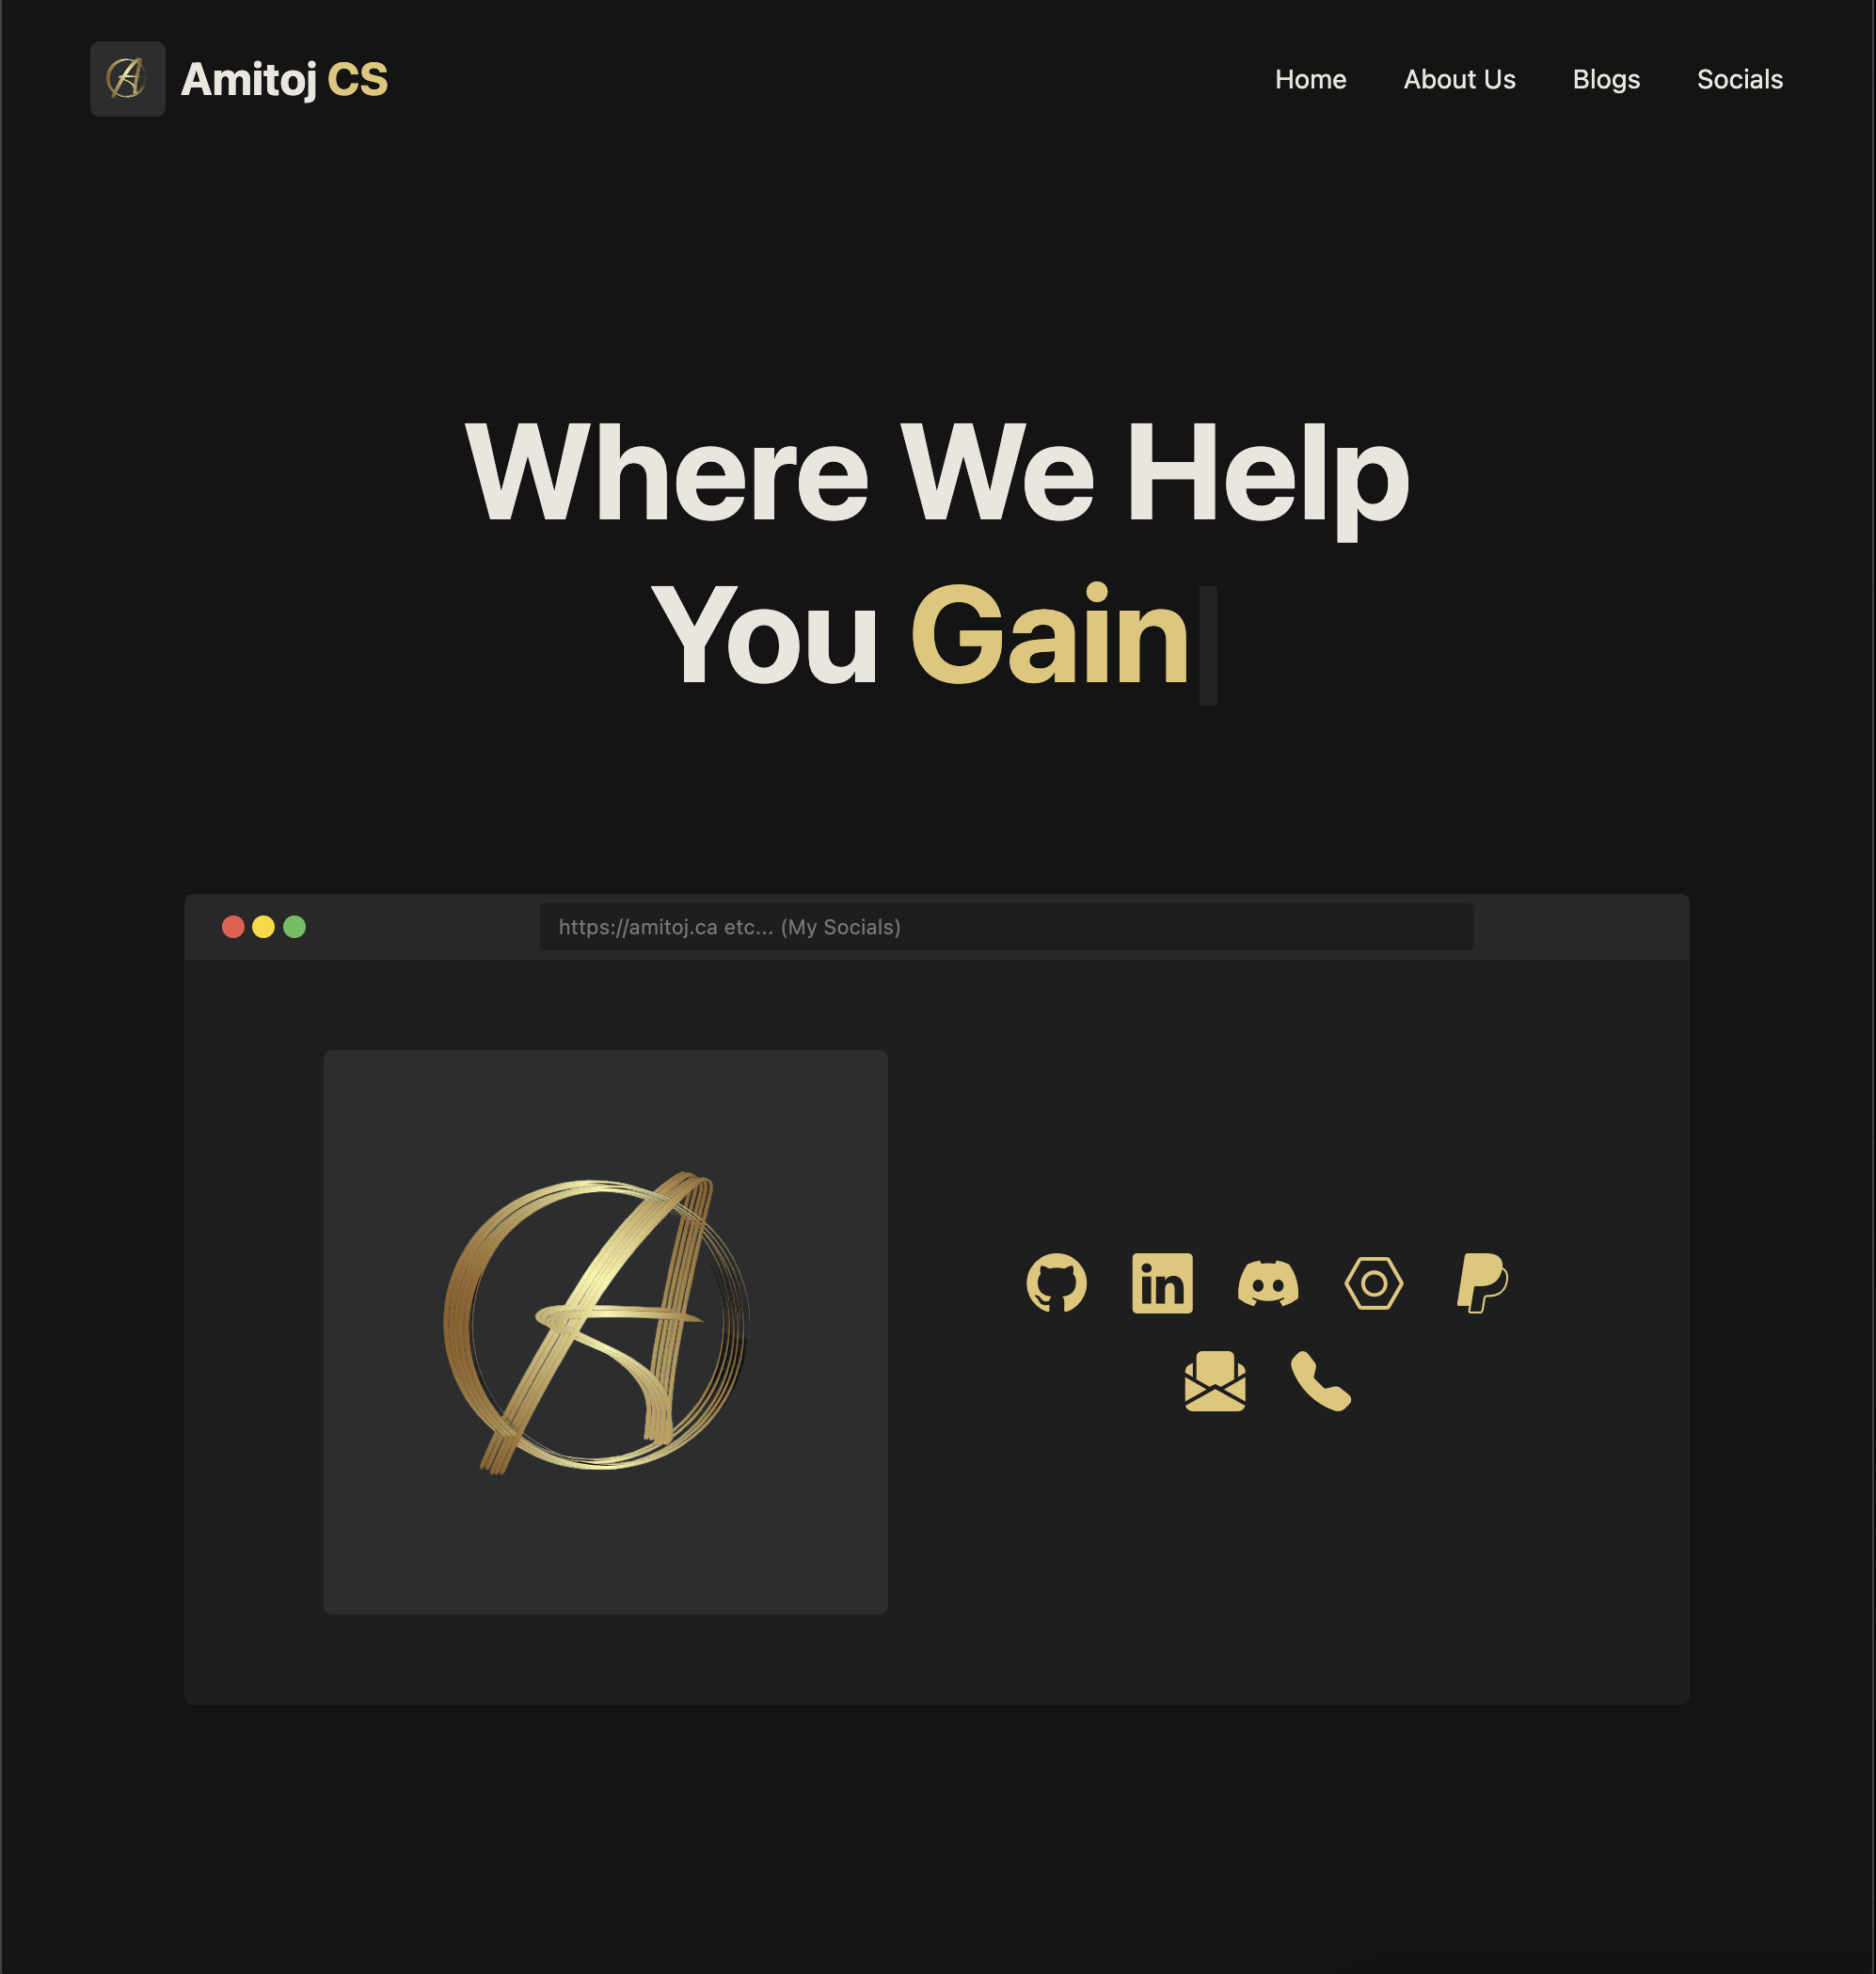 Amitoj CS
Home
About Us
Blogs
Socials
Where We Help
You Gain
https://amitoj.ca etc... (My Socials)
in